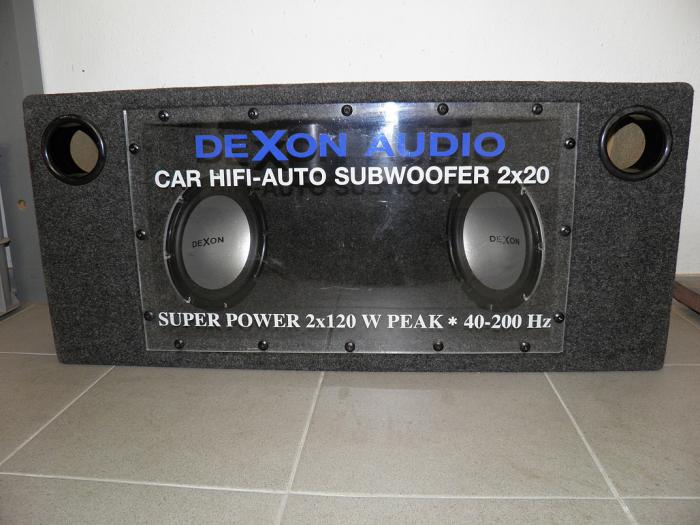 DEXON AUDIO
CAR HIFI-AUTO SUBWOOFER 2x20
DEXON DEXON
SUPER POWER 2x120 W PEAK * 40-200 Hz